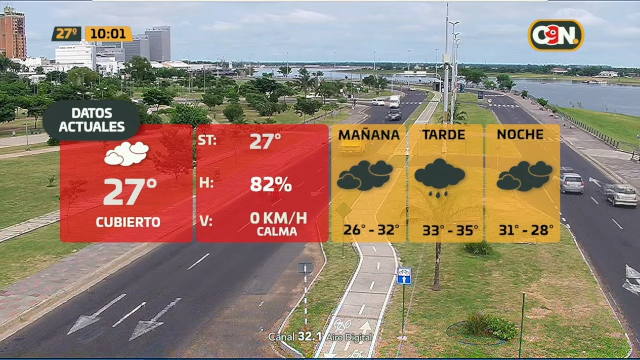 27°
10:01
C9N
DATOS
ACTUALES
27°
CUBIERTO
ST: 27°
H: 82%
V: 0 KM/H
CALMA
MAÑANA
26° - 32°
TARDE
33° - 35°
NOCHE
31° - 28°
Canal 32.1 Aire Digital